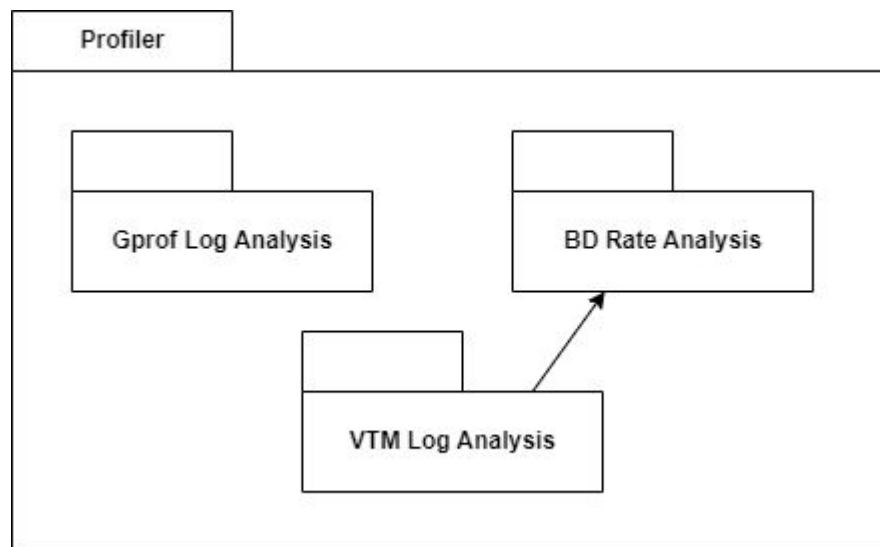 Profiler
Gprof Log Analysis
BD Rate Analysis
VTM Log Analysis